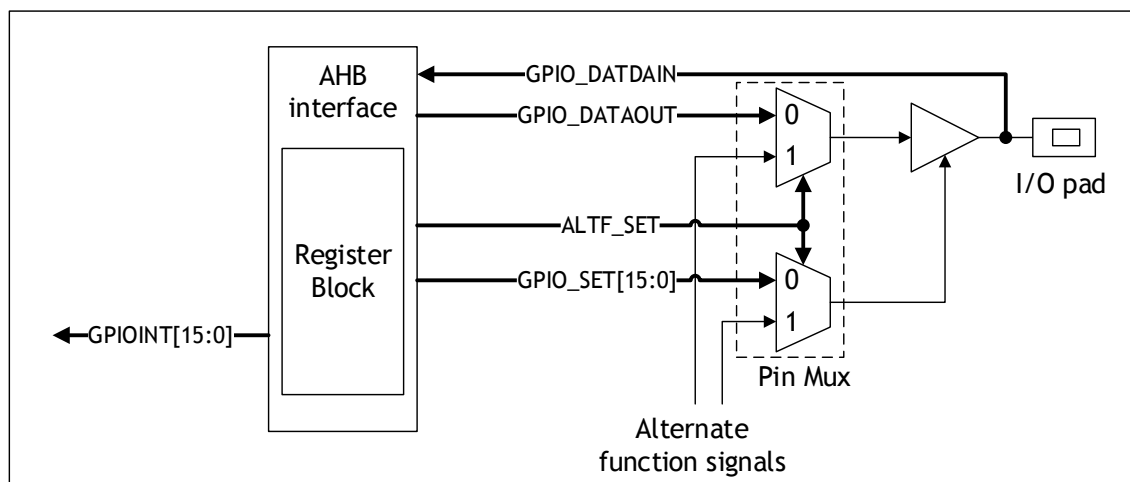 AHB
interface
GPIO_DATDAIN
GPIO_DATAOUT
0
1
I/O pad
ALTF_SET
Register
Block
GPIO_SET[15:0]
0
1
GPIOINT[15:0]
Pin Mux
Alternate
function signals